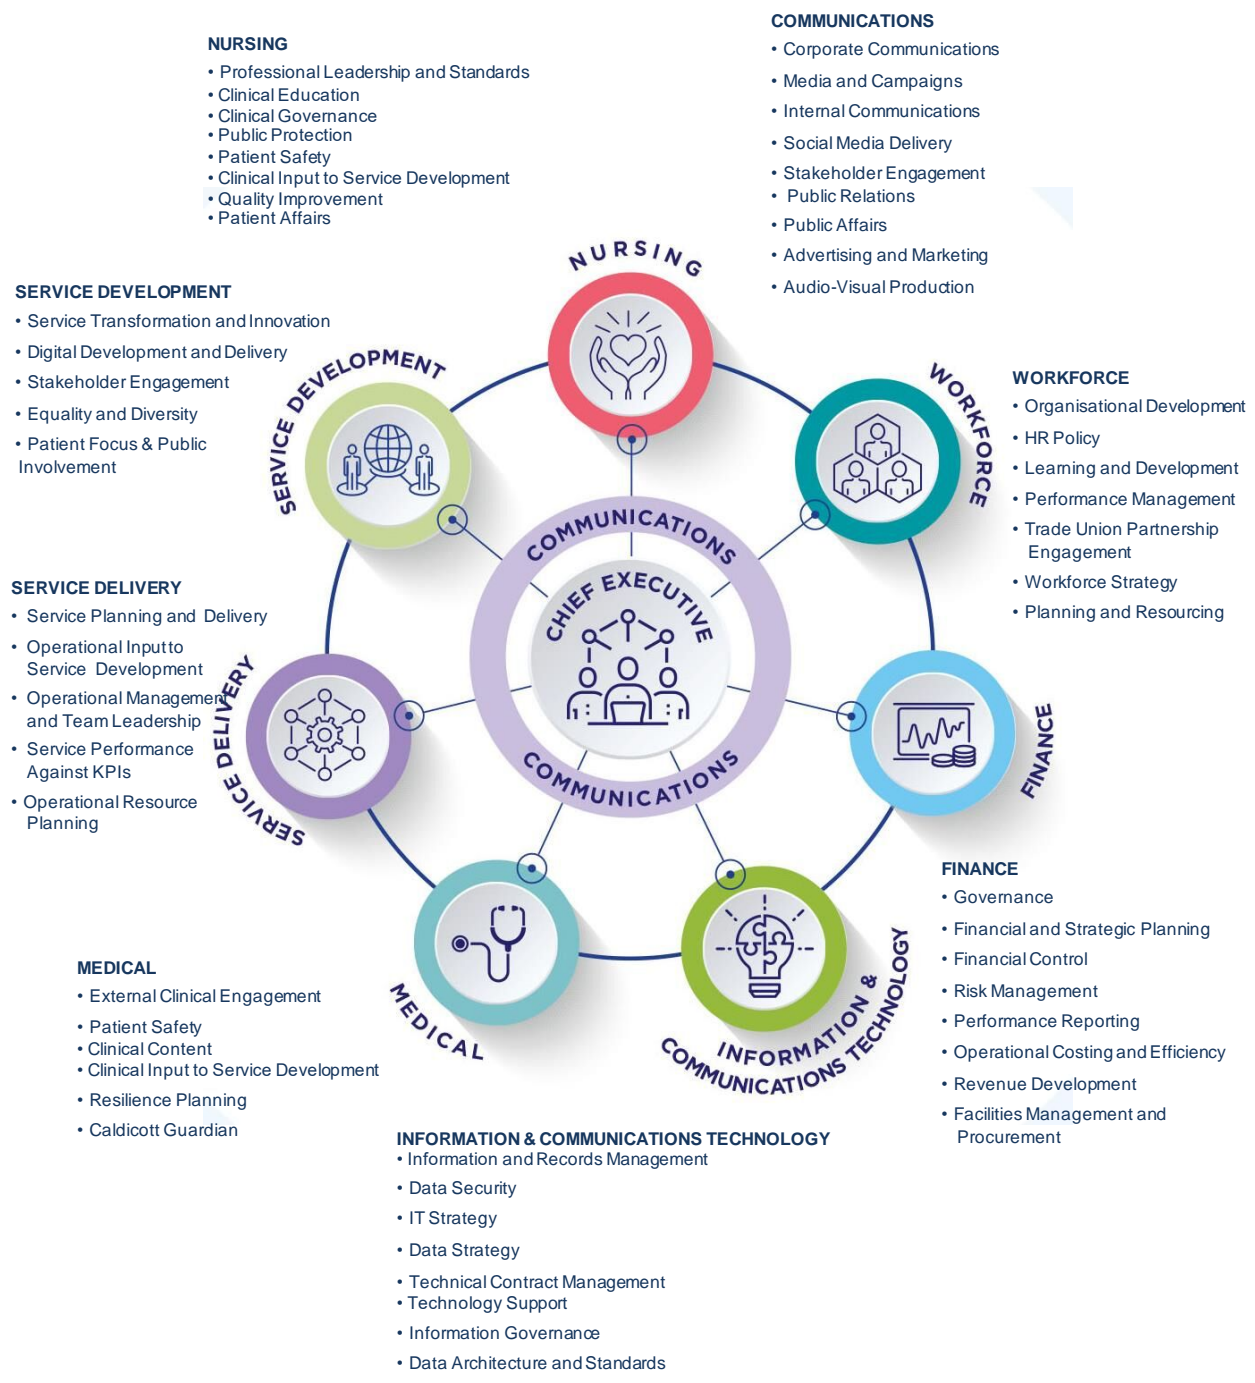 COMMUNICATIONS
• Corporate Communications
• Media and Campaigns
• Internal Communications
• Social Media Delivery
• Stakeholder Engagement
• Public Relations
• Public Affairs
• Advertising and Marketing
• Audio-Visual Production
NURSING
• Professional Leadership and Standards
• Clinical Education
• Clinical Governance
• Public Protection
• Patient Safety
• Clinical Input to Service Development
• Quality Improvement
• Patient Affairs
SERVICE DEVELOPMENT
• Service Transformation and Innovation
• Digital Development and Delivery
• Stakeholder Engagement
• Equality and Diversity
• Patient Focus & Public
Involvement
WORKFORCE
• Organisational Development
• HR Policy
• Learning and Development
• Performance Management
• Trade Union Partnership
Engagement
• Workforce Strategy
• Planning and Resourcing
SERVICE DELIVERY
• Service Planning and Delivery
• Operational Input to
Service Development
• Operational Management
and Team Leadership
• Service Performance
Against KPIs
• Operational Resource
Planning
NURSING
SERVICE DEVELOPMENT
WORKFORCE
COMMUNICATIONS
CHIEF EXECUTIVE
COMMUNICATIONS
SERVICE DELIVERY
FINANCE
MEDICAL
INFORMATION &
COMMUNICATIONS TECHNOLOGY
FINANCE
• Governance
• Financial and Strategic Planning
• Financial Control
• Risk Management
• Performance Reporting
• Operational Costing and Efficiency
• Revenue Development
• Facilities Management and
Procurement
MEDICAL
• External Clinical Engagement
• Patient Safety
• Clinical Content
• Clinical Input to Service Development
• Resilience Planning
• Caldicott Guardian
INFORMATION & COMMUNICATIONS TECHNOLOGY
• Information and Records Management
• Data Security
• IT Strategy
• Data Strategy
• Technical Contract Management
• Technology Support
• Information Governance
• Data Architecture and Standards